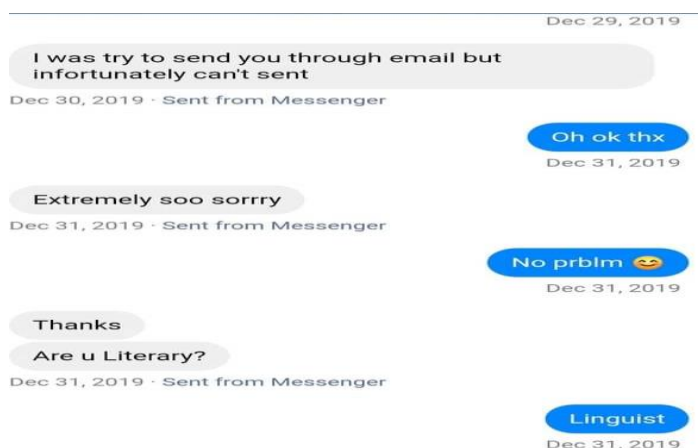 Dec 29, 2019
I was try to send you through email but
infortunately can't sent
Dec 30, 2019 · Sent from Messenger
Oh ok thx
Dec 31, 2019
Extremely soo sorrry
Dec 31, 2019 · Sent from Messenger
No prblm 😊
Dec 31, 2019
Thanks
Are u Literary?
Dec 31, 2019 · Sent from Messenger
Linguist
Dec 31, 2019